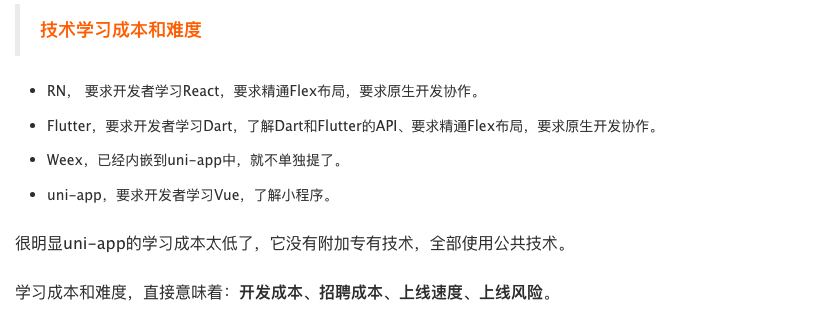 技术学习成本和难度
RN， 要求开发者学习React，要求精通Flex布局，要求原生开发协作。
Flutter，要求开发者学习Dart，了解Dart和Flutter的API、要求精通Flex布局，要求原生开发协作。
Weex，已经内嵌到uni-app中，就不单独提了。
uni-app，要求开发者学习Vue，了解小程序。
很明显uni-app的学习成本太低了，它没有附加专有技术，全部使用公共技术。
学习成本和难度，直接意味着：开发成本、招聘成本、上线速度、上线风险。